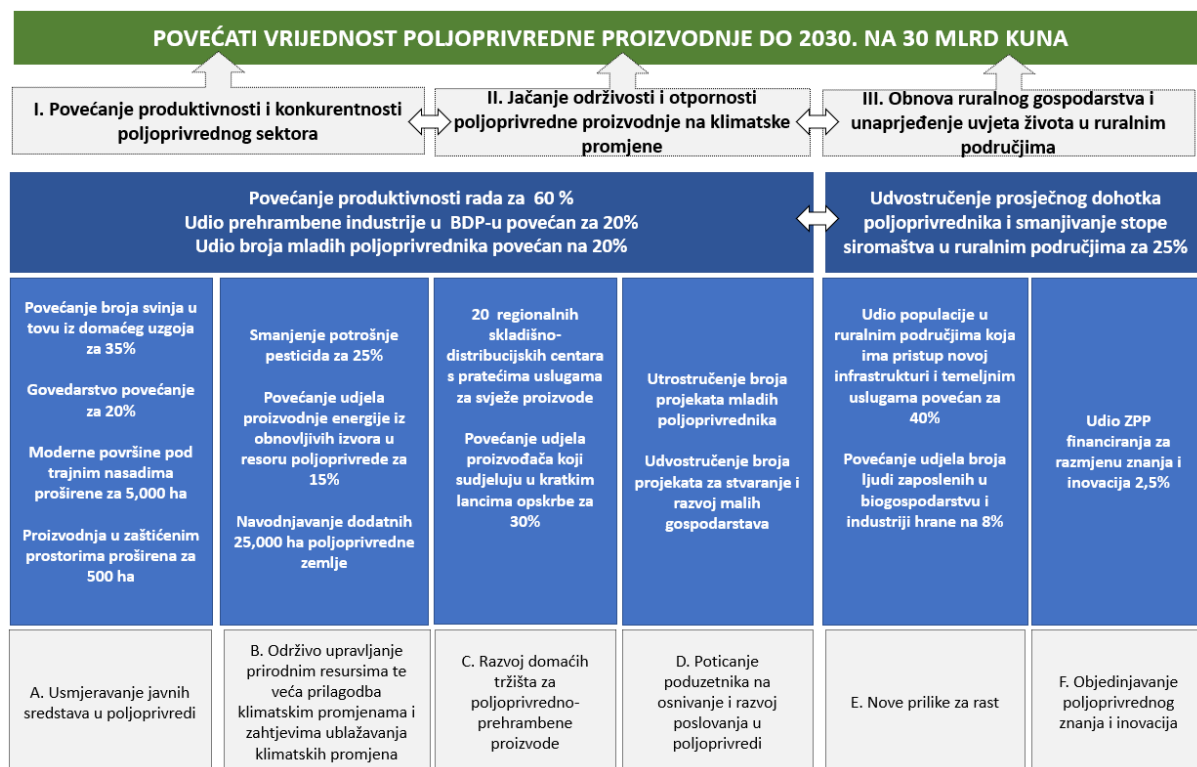 POVEĆATI VRIJEDNOST POLJOPRIVREDNE PROIZVODNJE DO 2030. NA 30 MLRD KUNA
I. Povećanje produktivnosti i konkurentnosti
poljoprivrednog sektora
II. Jačanje održivosti i otpornosti
poljoprivredne proizvodnje na klimatske
promjene
III. Obnova ruralnog gospodarstva i
unaprjeđenje uvjeta života u ruralnim
područjima
Povećanje produktivnosti rada za 60 %
Udio prehrambene industrije u BDP-u povećan za 20%
Udio broja mladih poljoprivrednika povećan na 20%
Udvostručenje prosječnog dohotka
poljoprivrednika i smanjivanje stope
siromaštva u ruralnim područjima za 25%
Povećanje broja svinja u
tovu iz domaćeg uzgoja
za 35%
Govedarstvo povećanje
za 20%
Moderne površine pod
trajnim nasadima
proširene za 5,000 ha
Proizvodnja u zaštićenim
prostorima proširena za
500 ha
Smanjenje potrošnje
pesticida za 25%
Povećanje udjela
proizvodnje energije iz
obnovljivih izvora u
resoru poljoprivrede za
15%
Navodnjavanje dodatnih
25,000 ha poljoprivredne
zemlje
20 regionalnih
skladišno-
distribucijskih centara
s pratećima uslugama
za svježe proizvode
Povećanje udjela
proizvođača koji
sudjeluju u kratkim
lancima opskrbe za
30%
Utrostručenje broja
projekata mladih
poljoprivrednika
Udvostručenje broja
projekata za stvaranje i
razvoj malih
gospodarstava
Udio populacije u
ruralnim područjima koja
ima pristup novoj
infrastrukturi i temeljnim
uslugama povećan za
40%
Povećanje udjela broja
ljudi zaposlenih u
biogospodarstvu i
industriji hrane na 8%
Udio ZPP
financiranja za
razmjenu znanja i
inovacija 2,5%
A. Usmjeravanje javnih
sredstava u poljoprivredi
B. Održivo upravljanje
prirodnim resursima te
veća prilagodba
klimatskim promjenama i
zahtjevima ublažavanja
klimatskih promjena
C. Razvoj domaćih
tržišta za
poljoprivredno-
prehrambene
proizvode
D. Poticanje
poduzetnika na
osnivanje i razvoj
poslovanja u
poljoprivredi
E. Nove prilike za rast
F. Objedinjavanje
poljoprivrednog
znanja i inovacija